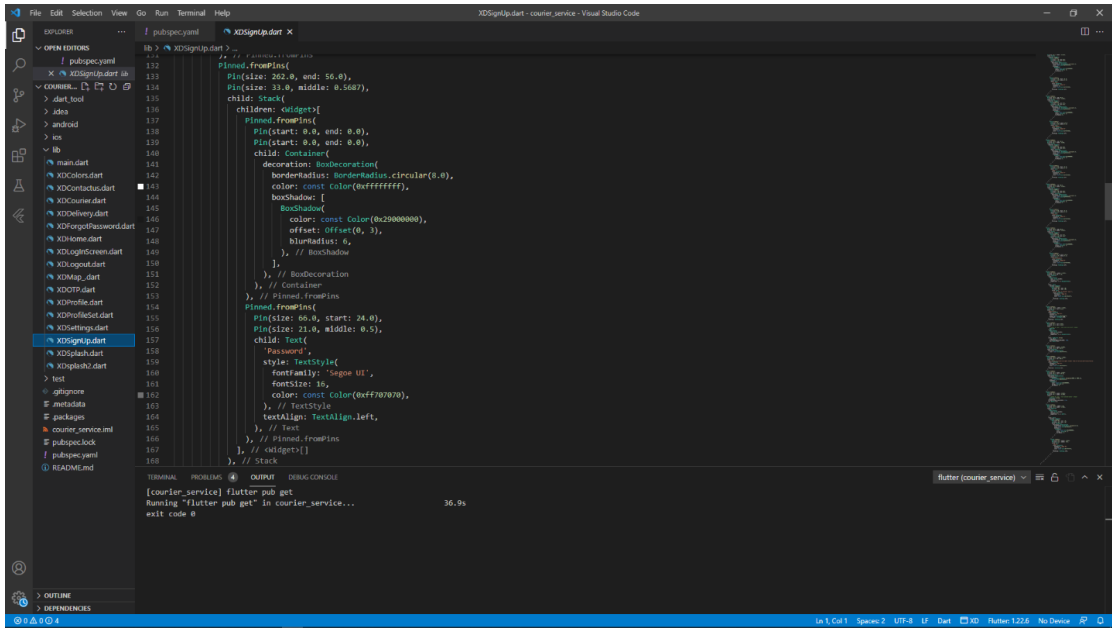 File Edit Selection View Go Run Terminal Help
XDSignUp.dart - courier_service - Visual Studio Code
EXPLORER
OPEN EDITORS
! pubspec.yaml
XDSignUp.dart lib
COURIER...
.dart_tool
.idea
android
ios
lib
main.dart
XDColors.dart
XDContactus.dart
XDCourier.dart
XDDelivery.dart
XDForgotPassword.dart
XDHome.dart
XDLogInScreen.dart
XDLogout.dart
XDMap_.dart
XDOTP.dart
XDProfile.dart
XDProfileSet.dart
XDSettings.dart
XDSignUp.dart
XDSplash.dart
XDsplash2.dart
test
.gitignore
.metadata
.packages
courier_service.iml
pubspec.lock
! pubspec.yaml
README.md
OUTLINE
DEPENDENCIES
! pubspec.yaml XDSignUp.dart
lib > XDSignUp.dart > ...
131 ), // Pinned.fromPins
132 Pinned.fromPins(
133 Pin(size: 262.0, end: 56.0),
134 Pin(size: 33.0, middle: 0.5687),
135 child: Stack(
136 children: <Widget>[
137 Pinned.fromPins(
138 Pin(start: 0.0, end: 0.0),
139 Pin(start: 0.0, end: 0.0),
140 child: Container(
141 decoration: BoxDecoration(
142 borderRadius: BorderRadius.circular(8.0),
143 color: const Color(0xffffffff),
144 boxShadow: [
145 BoxShadow(
146 color: const Color(0x29000000),
147 offset: Offset(0, 3),
148 blurRadius: 6,
149 ), // BoxShadow
150 ],
151 ), // BoxDecoration
152 ), // Container
153 ), // Pinned.fromPins
154 Pinned.fromPins(
155 Pin(size: 66.0, start: 24.0),
156 Pin(size: 21.0, middle: 0.5),
157 child: Text(
158 'Password',
159 style: TextStyle(
160 fontFamily: 'Segoe UI',
161 fontSize: 16,
162 color: const Color(0xff707070),
163 ), // TextStyle
164 textAlign: TextAlign.left,
165 ), // Text
166 ), // Pinned.fromPins
167 ], // <Widget>[]
168 ), // Stack
TERMINAL PROBLEMS 4 OUTPUT DEBUG CONSOLE
flutter (courier_service)
[courier_service] flutter pub get
Running "flutter pub get" in courier_service... 36.9s
exit code 0
0 0 4
Ln 1, Col 1 Spaces: 2 UTF-8 LF Dart XD Flutter: 1.22.6 No Device